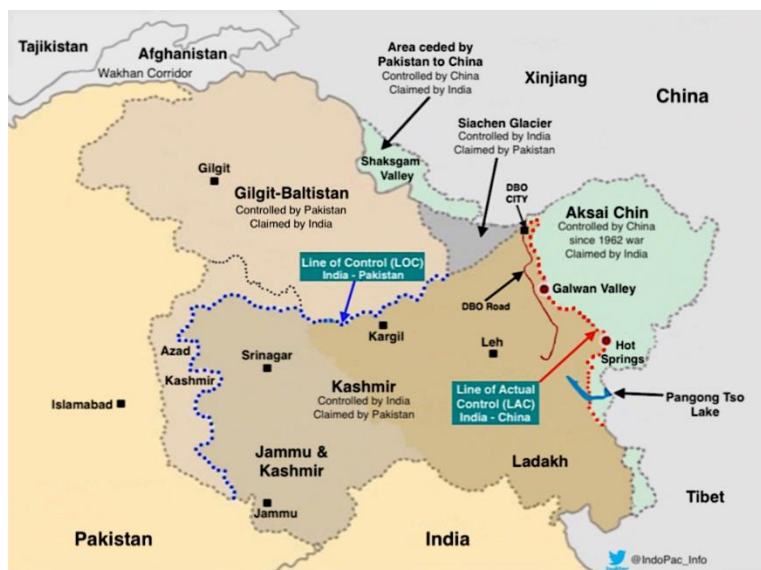 Tajikistan
Afghanistan
Wakhan Corridor
Area ceded by
Pakistan to China
Controlled by China
Claimed by India
Xinjiang
China
Siachen Glacier
Controlled by India
Claimed by Pakistan
Shaksgam
Valley
Gilgit
Gilgit-Baltistan
Controlled by Pakistan
Claimed by India
DBO
CITY
Aksai Chin
Controlled by China
since 1962 war
Claimed by India
Line of Control (LOC)
India - Pakistan
Galwan Valley
DBO Road
Kargil
Leh
Hot
Springs
Azad
Kashmir
Srinagar
Kashmir
Controlled by India
Claimed by Pakistan
Line of Actual
Control (LAC)
India - China
Pangong Tso
Lake
Islamabad
Jammu &
Kashmir
Ladakh
Tibet
Jammu
Pakistan
India
@IndoPac_Info